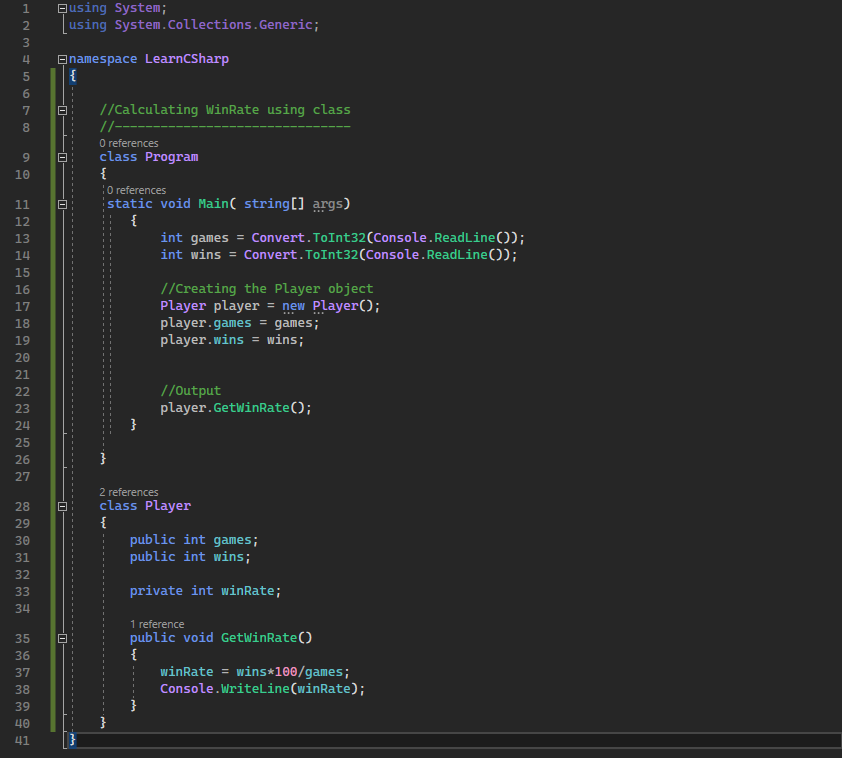 1 using System;
2 using System.Collections.Generic;
3
4 namespace LearnCSharp
5 {
6
7 //Calculating WinRate using class
8 //-------------------------------
0 references
9 class Program
10 {
0 references
11 static void Main( string[] args)
12 {
13 int games = Convert.ToInt32(Console.ReadLine());
14 int wins = Convert.ToInt32(Console.ReadLine());
15
16 //Creating the Player object
17 Player player = new Player();
18 player.games = games;
19 player.wins = wins;
20
21
22 //Output
23 player.GetWinRate();
24 }
25
26 }
27
2 references
28 class Player
29 {
30 public int games;
31 public int wins;
32
33 private int winRate;
34
1 reference
35 public void GetWinRate()
36 {
37 winRate = wins*100/games;
38 Console.WriteLine(winRate);
39 }
40 }
41 }